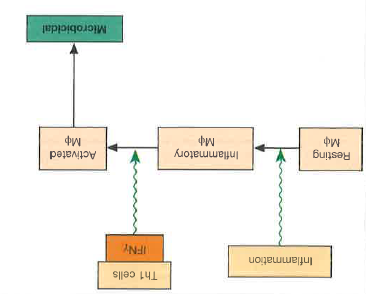 Th1 cells
IFNγ
Inflammation
Resting
Mφ
Inflammatory
Mφ
Activated
Mφ
Microbicidal